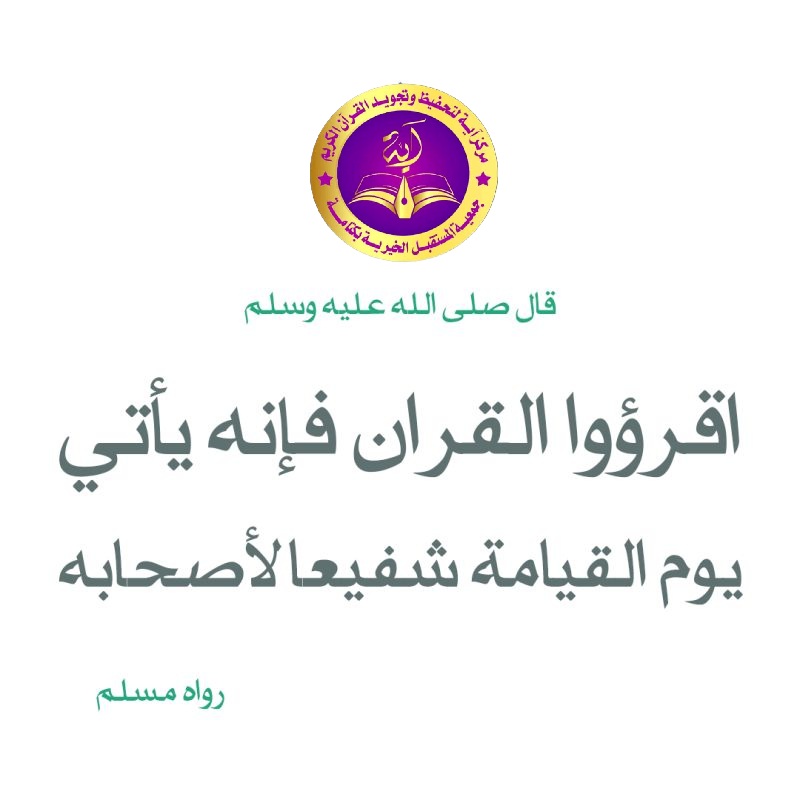 مركز آية لتحفيظ وتجويد القرآن الكريم
آية
جمعية المستقبل الخيرية بكتامة
قال صلى الله عليه وسلم
اقرؤوا القران فإنه يأتي
يوم القيامة شفيعا لأصحابه
رواه مسلم